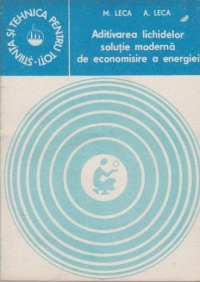 M. LECA A. LECA
Aditivarea lichidelor
soluție modernă
de economisire a energiei
ȘTIINȚA ȘI TEHNICA PENTRU TOȚI